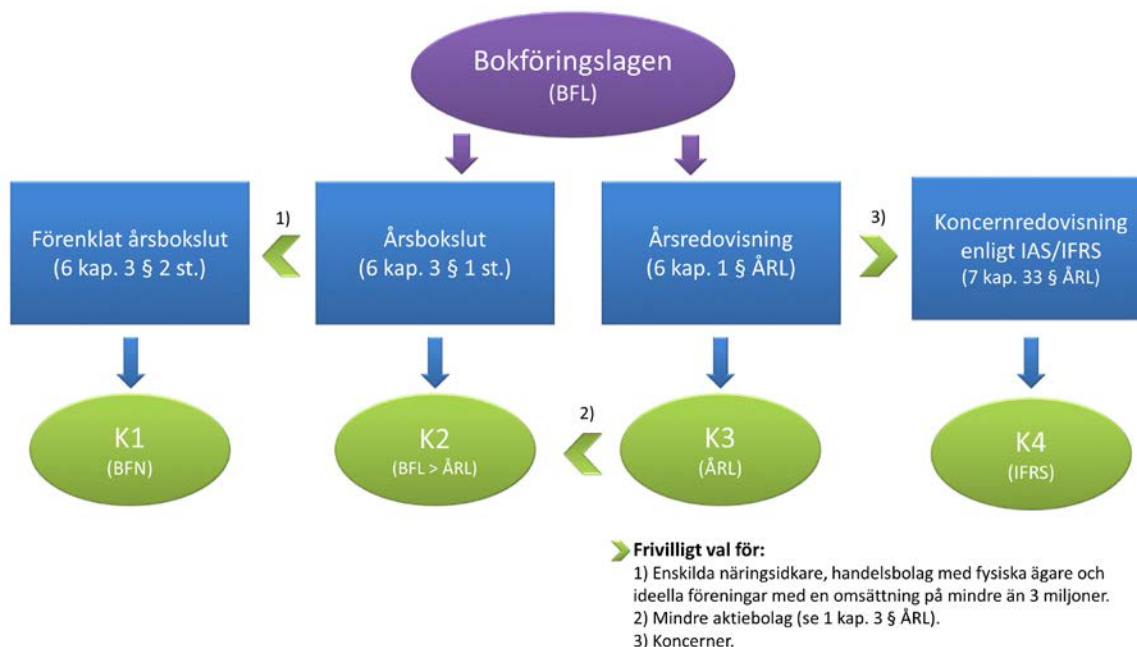 Bokföringslagen
(BFL)
Förenklat årsbokslut
(6 kap. 3 § 2 st.)
1)
Årsbokslut
(6 kap. 3 § 1 st.)
Årsredovisning
(6 kap. 1 § ÅRL)
3)
Koncernredovisning
enligt IAS/IFRS
(7 kap. 33 § ÅRL)
K1
(BFN)
K2
(BFL > ÅRL)
2)
K3
(ÅRL)
K4
(IFRS)
Frivilligt val för:
1) Enskilda näringsidkare, handelsbolag med fysiska ägare och
ideella föreningar med en omsättning på mindre än 3 miljoner.
2) Mindre aktiebolag (se 1 kap. 3 § ÅRL).
3) Koncerner.